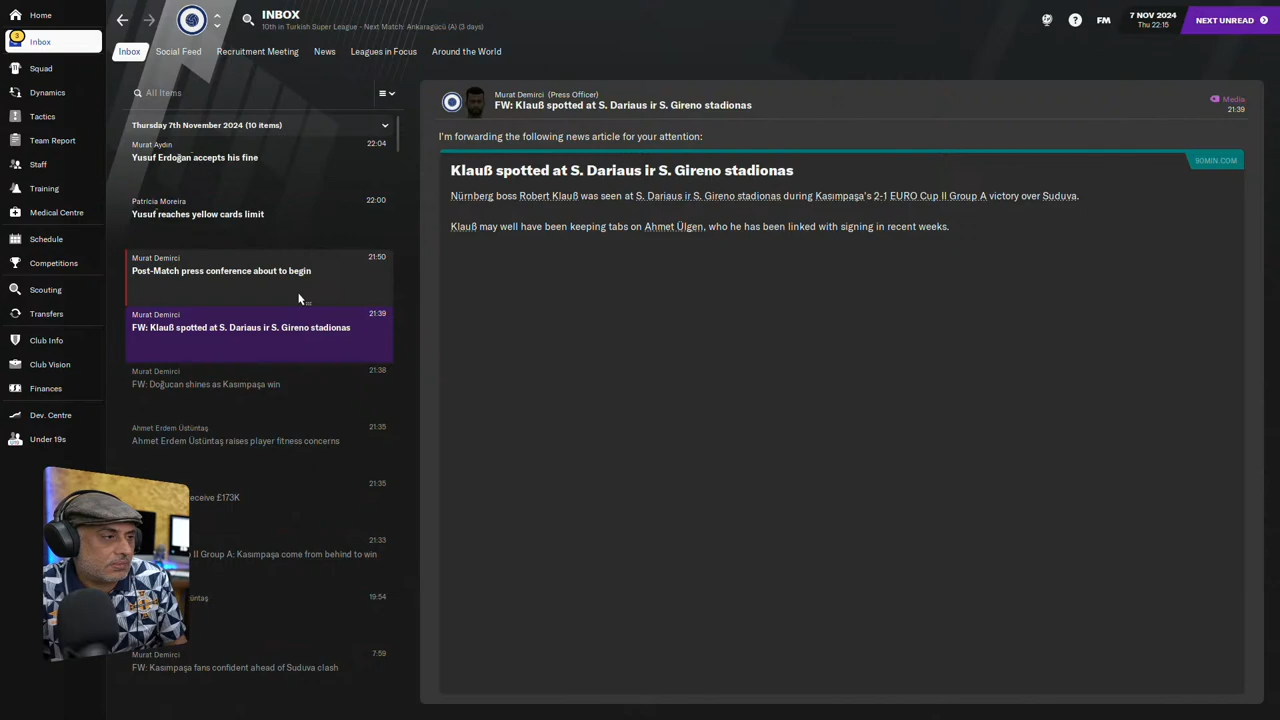 Home
3
Inbox
Squad
Dynamics
Tactics
Team Report
Staff
Training
Medical Centre
Schedule
Competitions
Scouting
Transfers
Club Info
Club Vision
Finances
Dev. Centre
Under 19s
INBOX
10th in Turkish Super League - Next Match: Ankaragücü (A) (3 days)
?
FM
7 NOV 2024
Thu 22:15
NEXT UNREAD
Inbox
Social Feed
Recruitment Meeting
News
Leagues in Focus
Around the World
All Items
Thursday 7th November 2024 (10 items)
Murat Aydın 22:04
Yusuf Erdoğan accepts his fine
Patrícia Moreira 22:00
Yusuf reaches yellow cards limit
Murat Demirci 21:50
Post-Match press conference about to begin
Murat Demirci 21:39
FW: Klauß spotted at S. Dariaus ir S. Gireno stadionas
Murat Demirci 21:38
FW: Doğucan shines as Kasımpaşa win
Ahmet Erdem Üstüntaş 21:35
Ahmet Erdem Üstüntaş raises player fitness concerns
21:35
eceive £173K
21:33
II Group A: Kasımpaşa come from behind to win
üntaş 19:54
Murat Demirci 7:59
FW: Kasımpaşa fans confident ahead of Suduva clash
Murat Demirci (Press Officer)
FW: Klauß spotted at S. Dariaus ir S. Gireno stadionas
Media
21:39
I'm forwarding the following news article for your attention:
90MIN.COM
Klauß spotted at S. Dariaus ir S. Gireno stadionas
Nürnberg boss Robert Klauß was seen at S. Dariaus ir S. Gireno stadionas during Kasımpaşa's 2-1 EURO Cup II Group A victory over Suduva.
Klauß may well have been keeping tabs on Ahmet Ülgen, who he has been linked with signing in recent weeks.